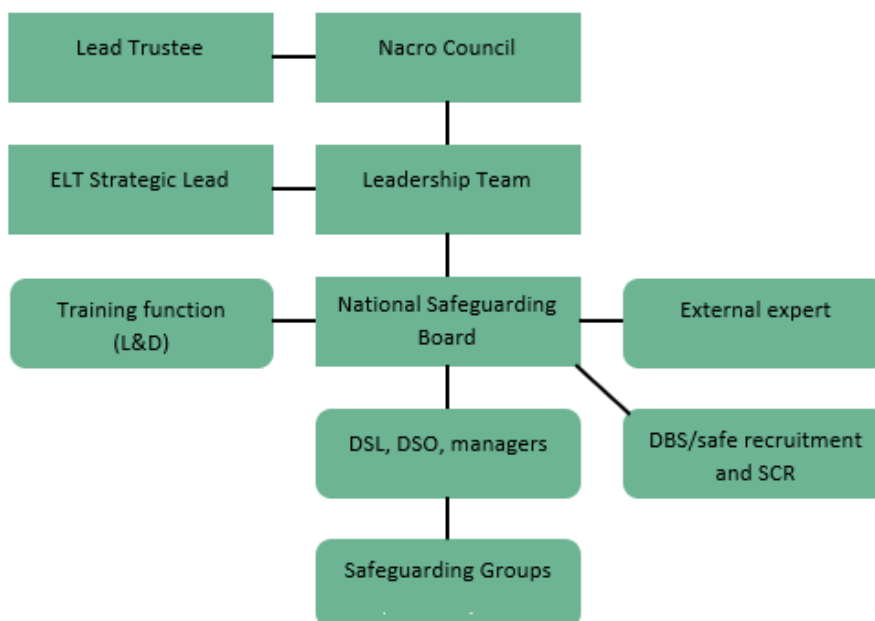 Lead Trustee
Nacro Council
ELT Strategic Lead
Leadership Team
Training function
(L&D)
National Safeguarding
Board
External expert
DSL, DSO, managers
DBS/safe recruitment
and SCR
Safeguarding Groups